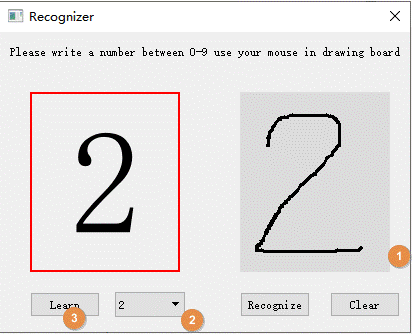 Recognizer
Please write a number between 0-9 use your mouse in drawing board
2 2
1
Learn 2 Recognize Clear
3 2